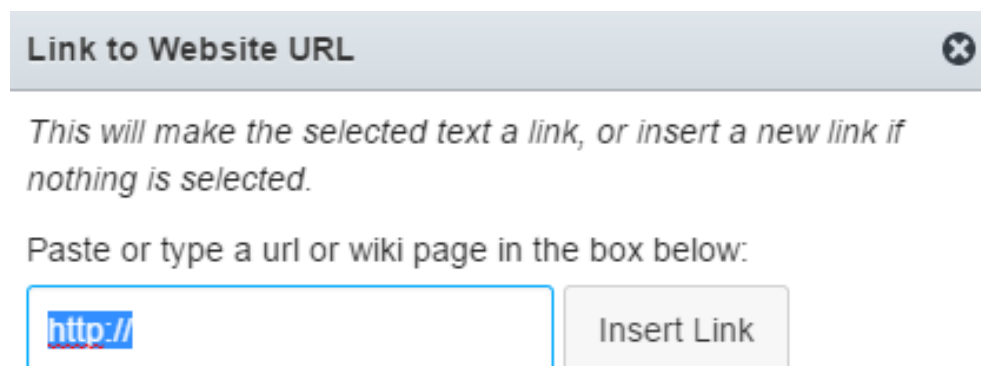 Link to Website URL
This will make the selected text a link, or insert a new link if
nothing is selected.
Paste or type a url or wiki page in the box below:
http://
Insert Link